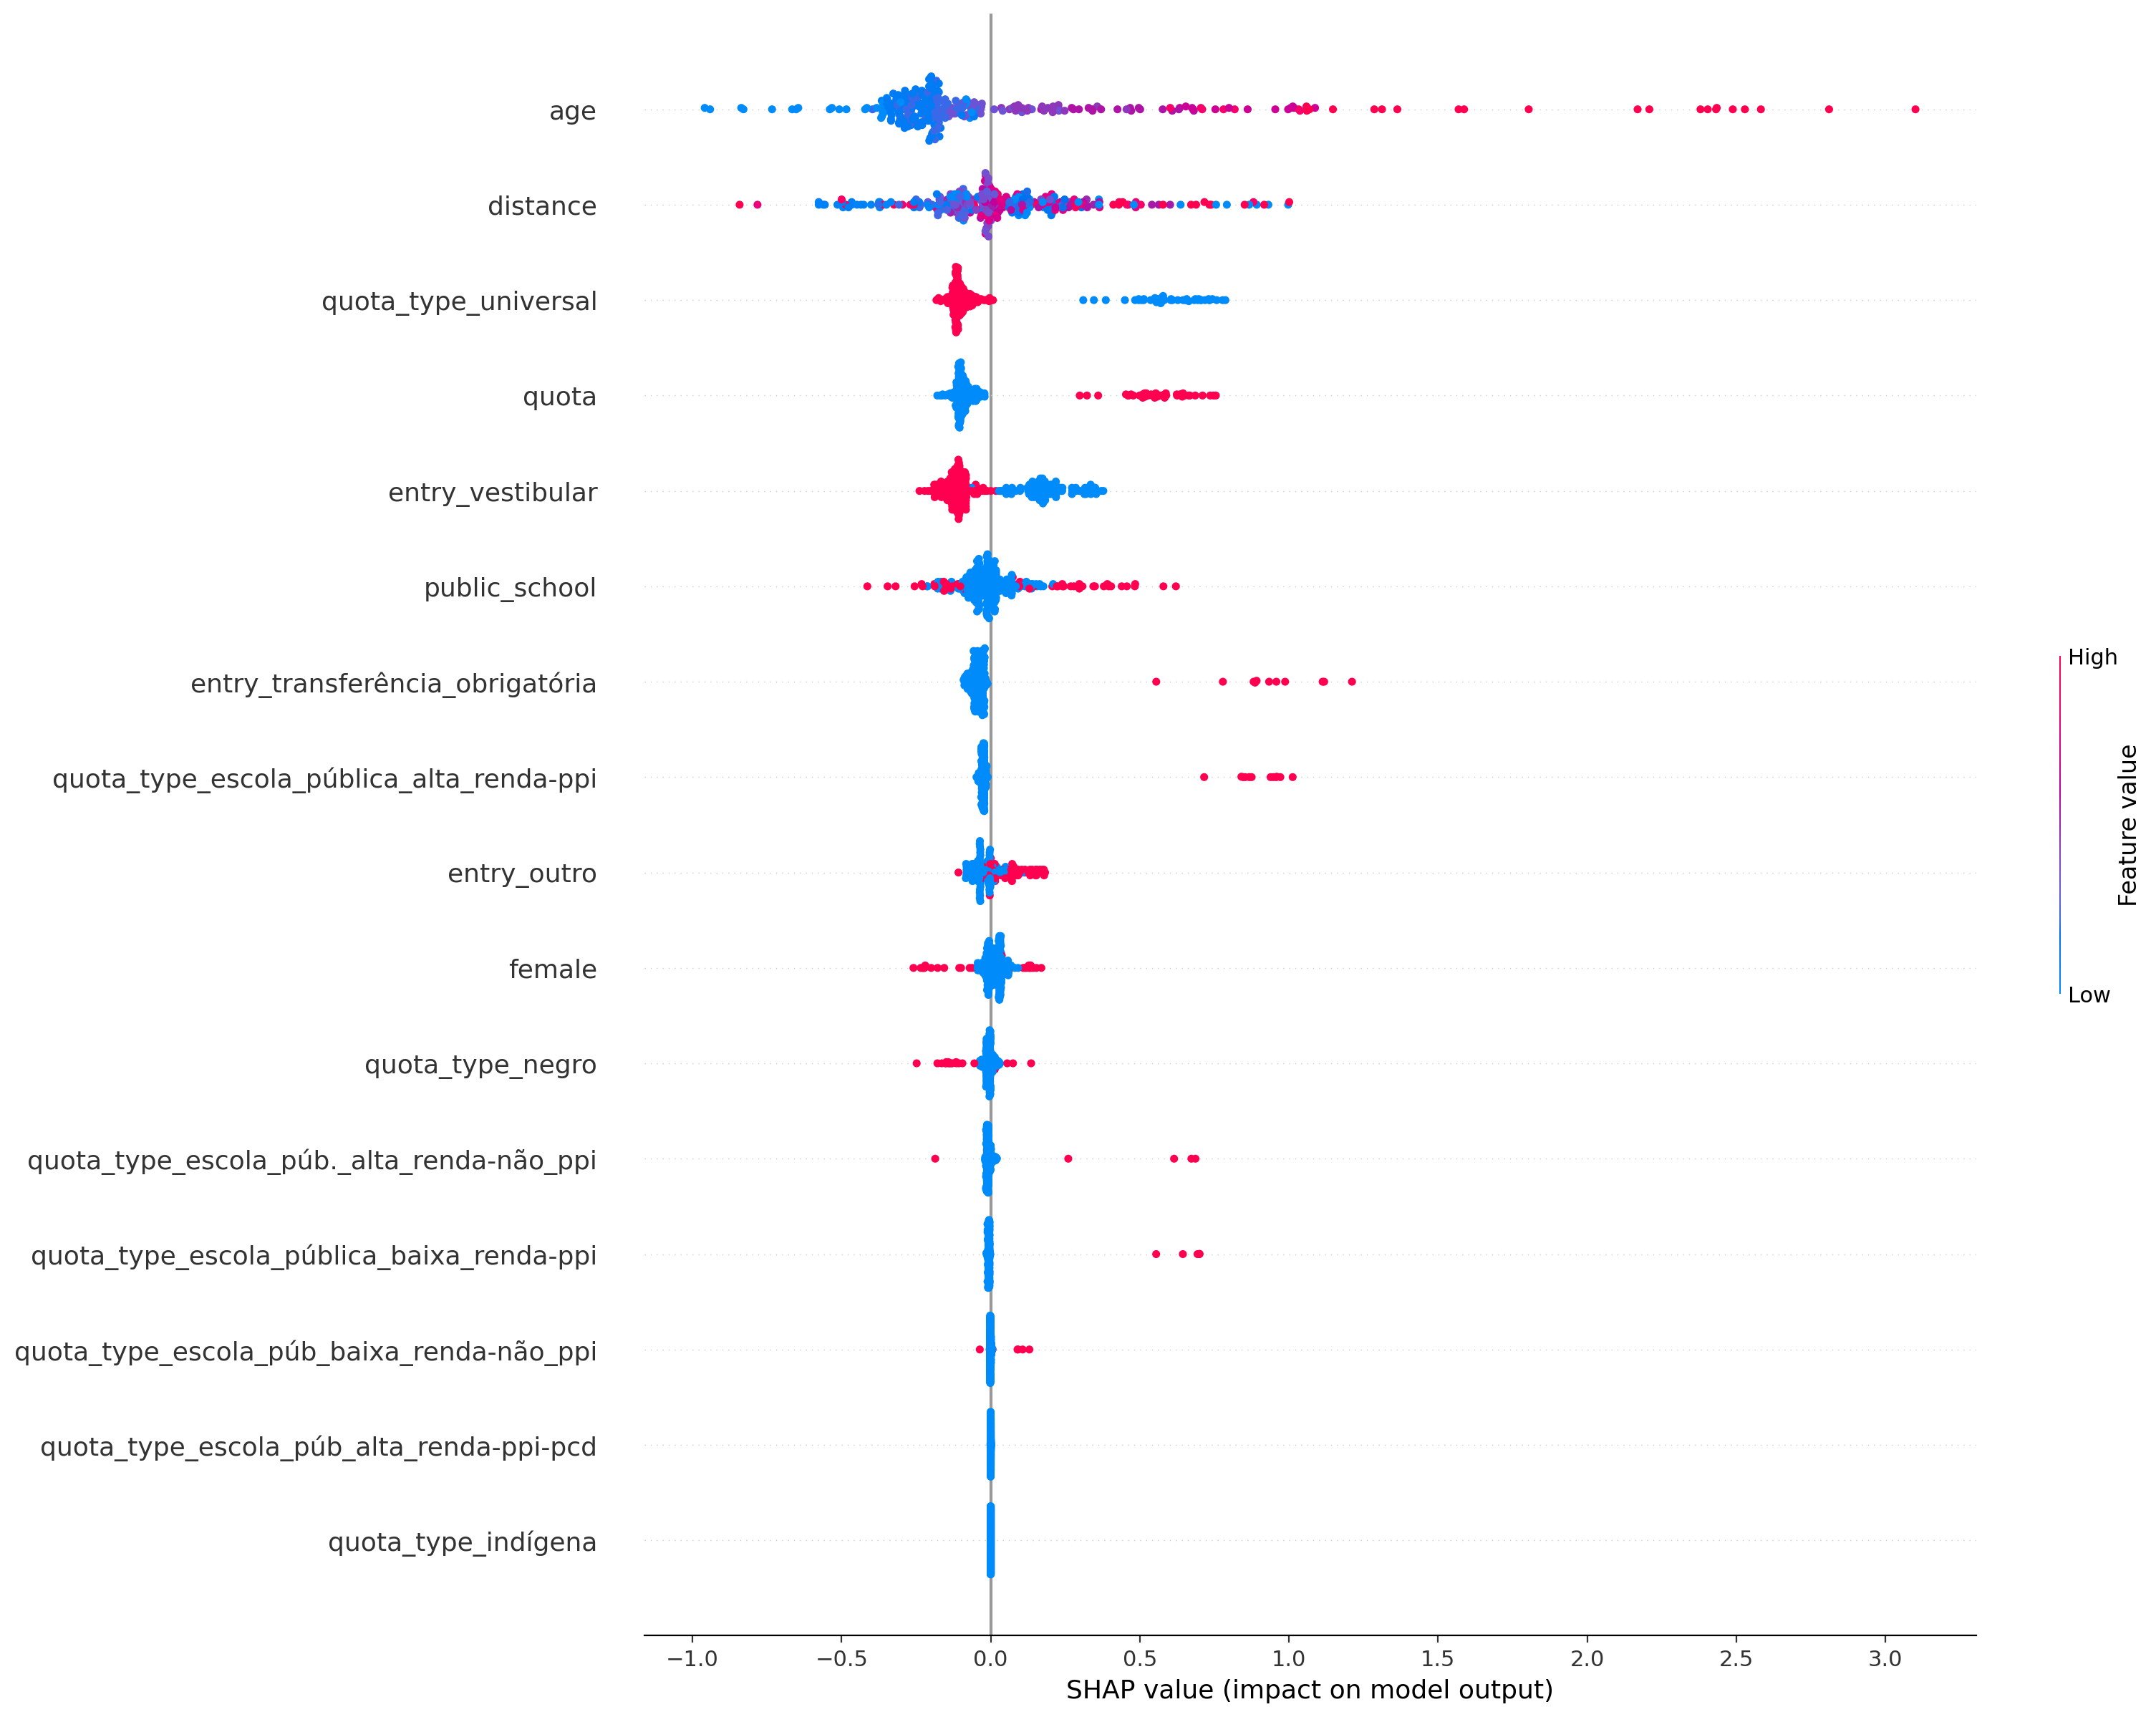 age
distance
quota_type_universal
quota
entry_vestibular
public_school
entry_transferência_obrigatória
High
quota_type_escola_pública_alta_renda-ppi
Feature value
entry_outro
female
Low
quota_type_negro
quota_type_escola_púb._alta_renda-não_ppi
quota_type_escola_pública_baixa_renda-ppi
quota_type_escola_púb_baixa_renda-não_ppi
quota_type_escola_púb_alta_renda-ppi-pcd
quota_type_indígena
−1.0 −0.5 0.0 0.5 1.0 1.5 2.0 2.5 3.0
SHAP value (impact on model output)